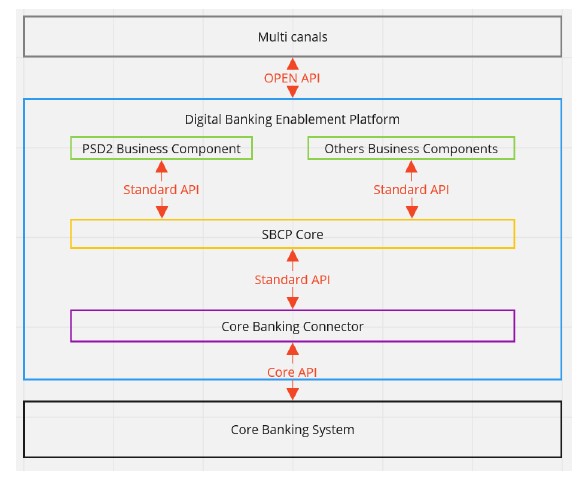 Multi canals
OPEN API
Digital Banking Enablement Platform
PSD2 Business Component
Others Business Components
Standard API
Standard API
SBCP Core
Standard API
Core Banking Connector
Core API
Core Banking System